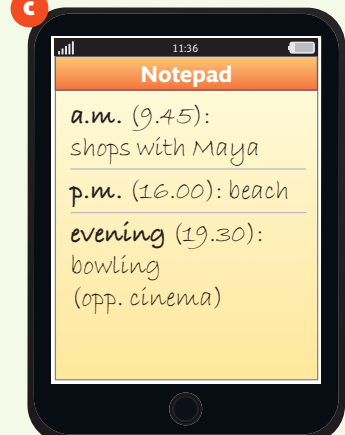 c
11:36
Notepad
a.m. (9.45):
shops with Maya
p.m. (16.00): beach
evening (19.30):
bowling
(opp. cinema)